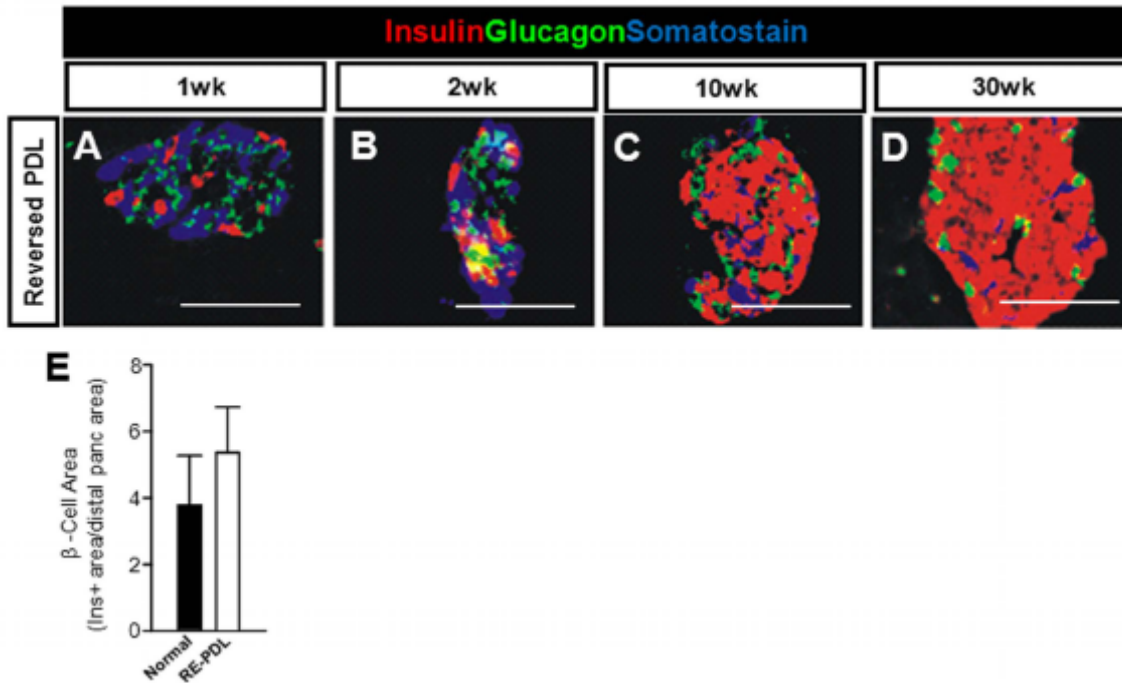 InsulinGlucagonSomatostain
1wk 2wk 10wk 30wk
Reversed PDL
A B C D
E
β-Cell Area
(Ins+ area/distal panc area)
8
6
4
2
0
Normal RE-PDL